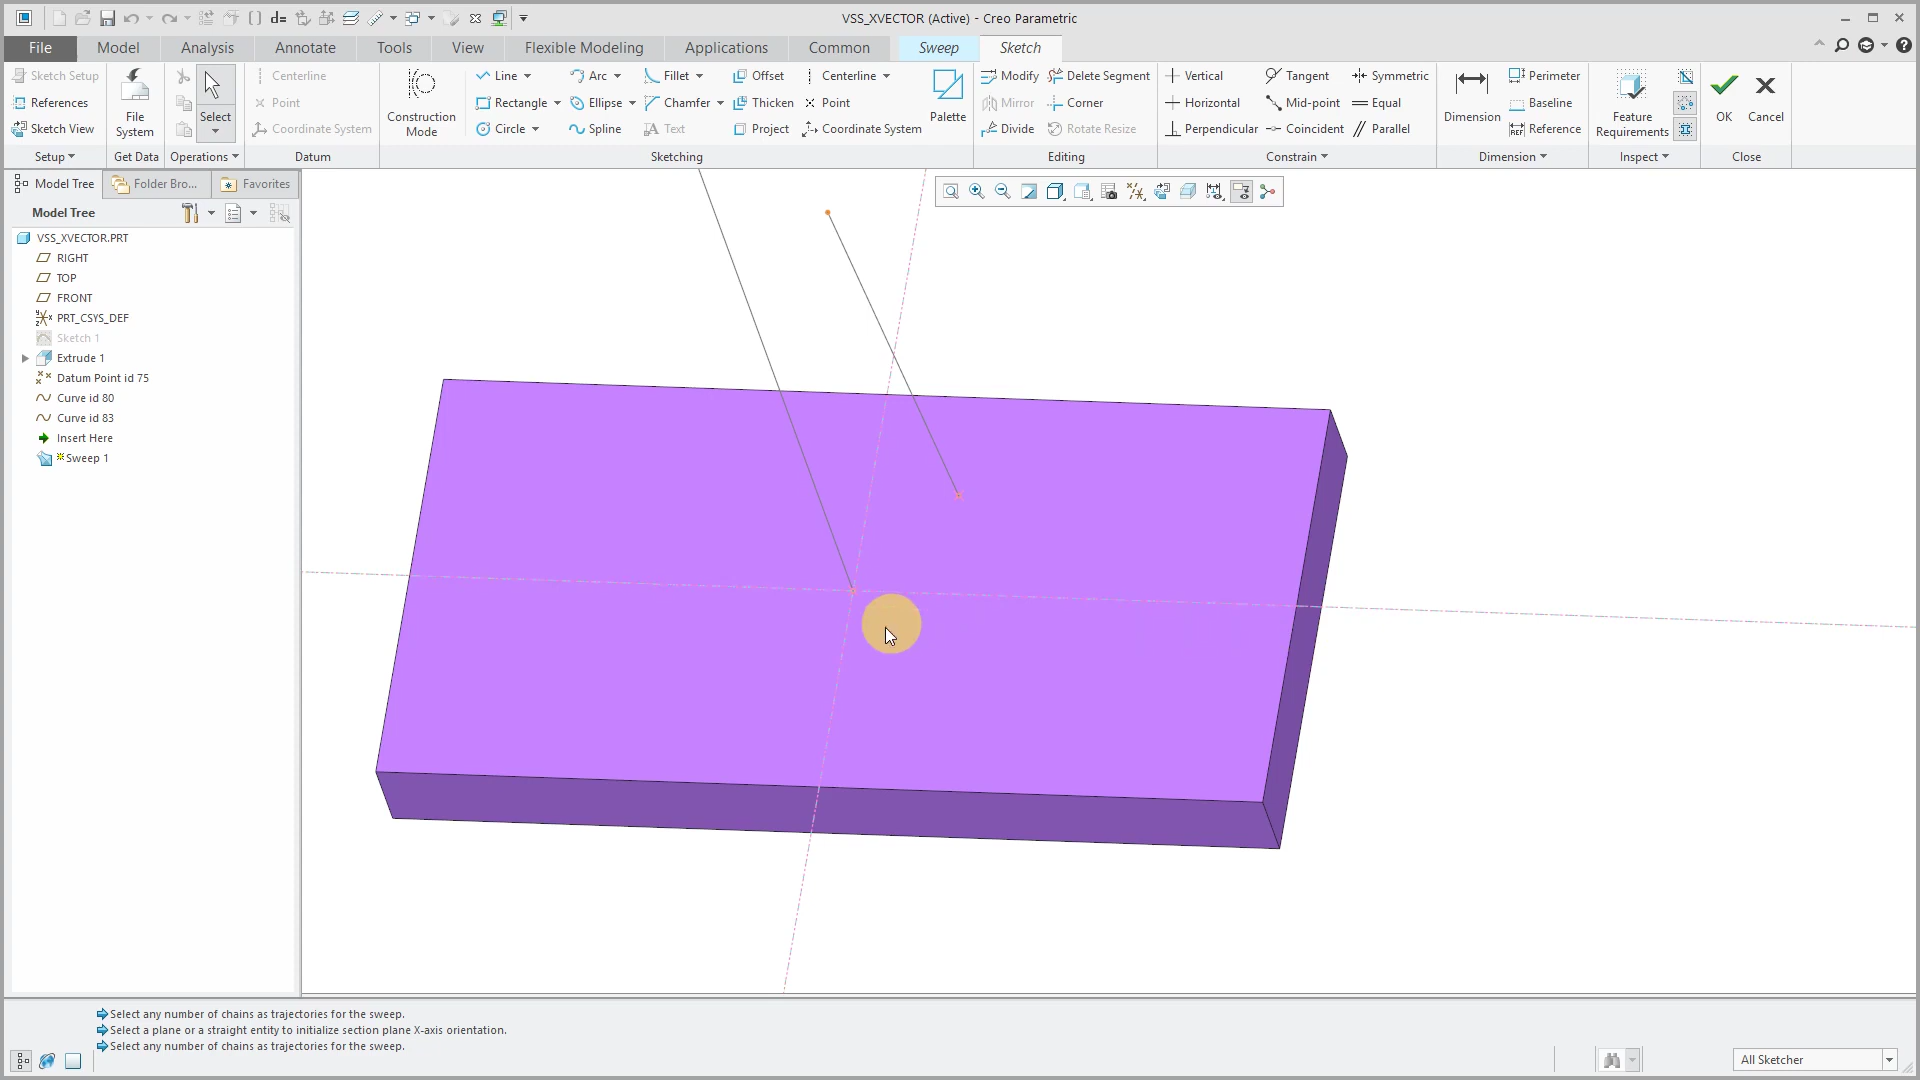 VSS_XVECTOR (Active) - Creo Parametric
d=
File Model Analysis Annotate Tools View Flexible Modeling Applications Common Sweep Sketch
Sketch Setup
References
Sketch View
Setup
File System
Get Data
Select
Operations
Centerline
Point
Coordinate System
Datum
Construction Mode
Line Arc Fillet Offset Centerline
Rectangle Ellipse Chamfer Thicken Point
Circle Spline Text Project Coordinate System
Palette
Sketching
Modify Delete Segment
Mirror Corner
Divide Rotate Resize
Editing
Vertical Tangent Symmetric
Horizontal Mid-point Equal
Perpendicular Coincident Parallel
Constrain
Dimension
Perimeter
Baseline
REF Reference
Dimension
Feature Requirements
Inspect
OK Cancel
Close
Model Tree Folder Bro... Favorites
Model Tree
VSS_XVECTOR.PRT
RIGHT
TOP
FRONT
PRT_CSYS_DEF
Sketch 1
Extrude 1
Datum Point id 75
Curve id 80
Curve id 83
Insert Here
Sweep 1
Select any number of chains as trajectories for the sweep.
Select a plane or a straight entity to initialize section plane X-axis orientation.
Select any number of chains as trajectories for the sweep.
All Sketcher